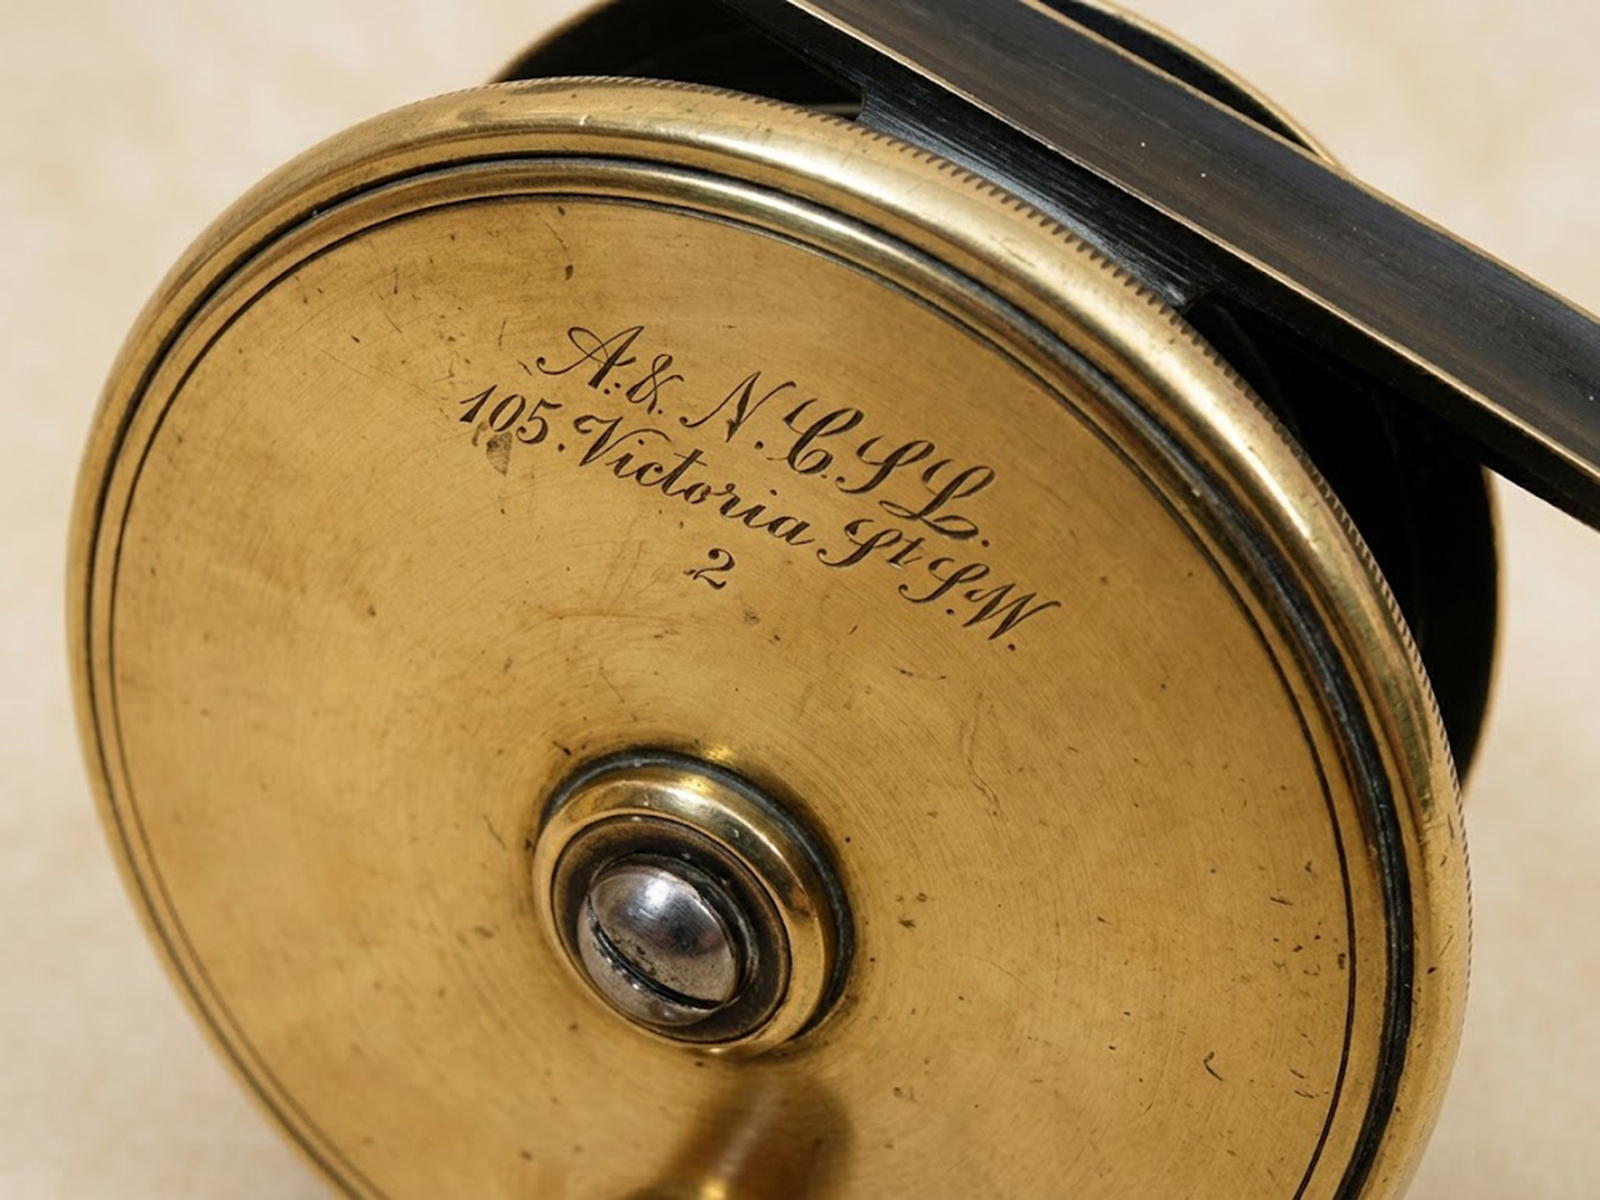 A. & N. C. S L.
105. Victoria St S. W.
2